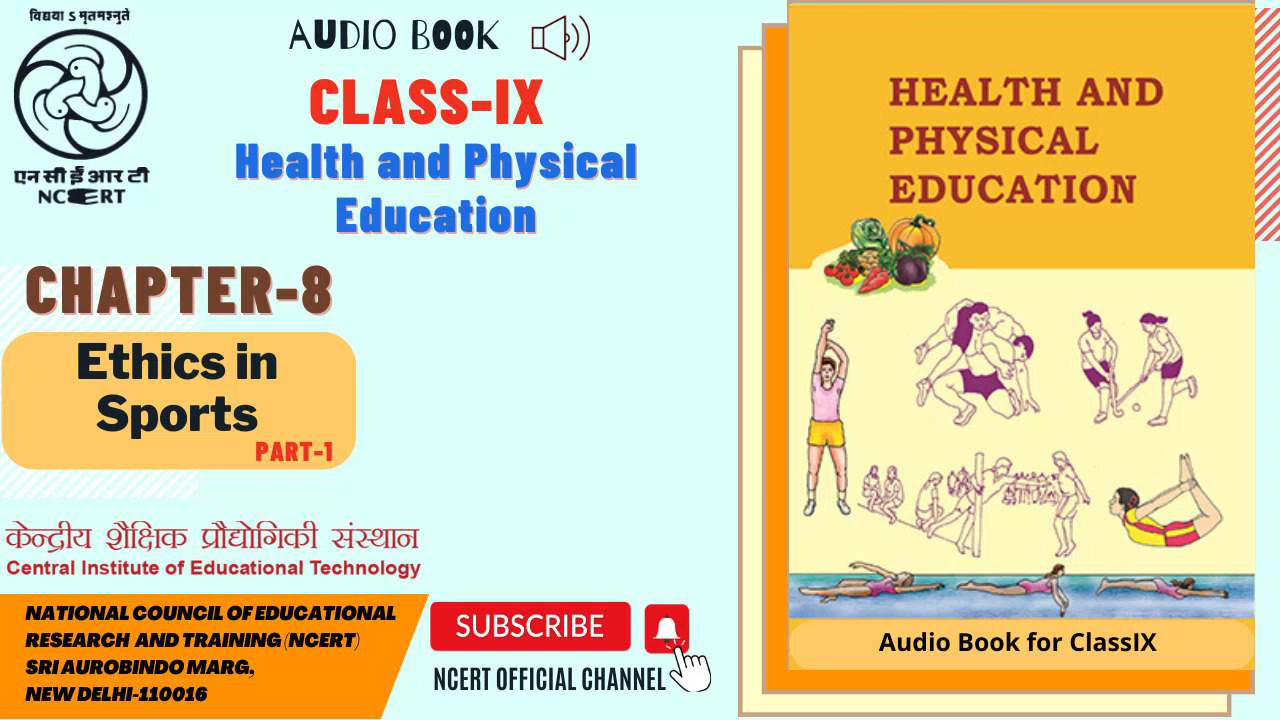 विद्यया ऽ मृतमश्नुते
एन सी ई आर टी
NCERT
AUDIO BOOK
CLASS-IX
Health and Physical
Education
CHAPTER-8
Ethics in
Sports
PART-1
केन्द्रीय शैक्षिक प्रौद्योगिकी संस्थान
Central Institute of Educational Technology
NATIONAL COUNCIL OF EDUCATIONAL
RESEARCH AND TRAINING (NCERT)
SRI AUROBINDO MARG,
NEW DELHI-110016
SUBSCRIBE
NCERT OFFICIAL CHANNEL
HEALTH AND
PHYSICAL
EDUCATION
Audio Book for ClassIX